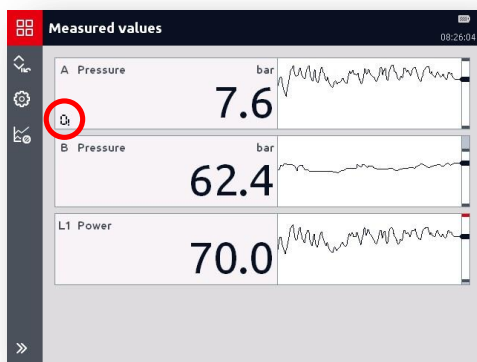 Measured values
08:26:04
A Pressure bar
7.6
B Pressure bar
62.4
L1 Power
70.0